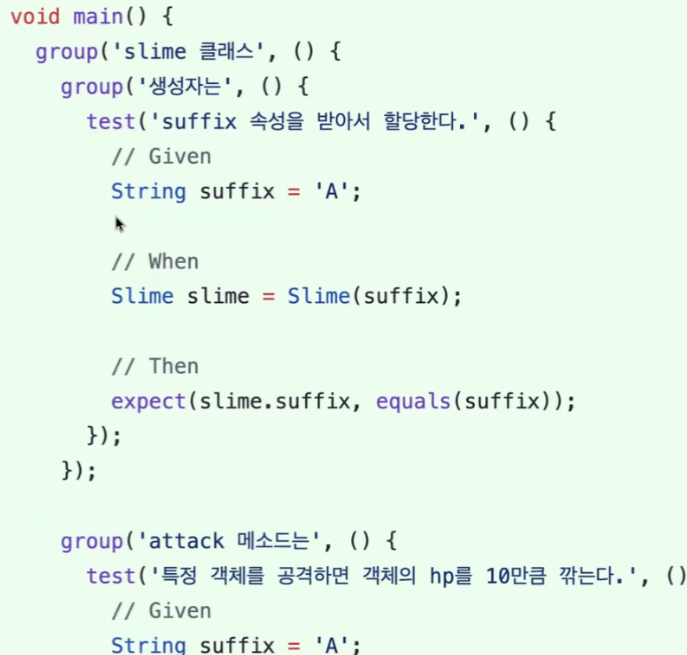 void main() {
group('slime 클래스', () {
group('생성자는', () {
test('suffix 속성을 받아서 할당한다.', () {
// Given
String suffix = 'A';
// When
Slime slime = Slime(suffix);
// Then
expect(slime.suffix, equals(suffix));
});
});
group('attack 메소드는', () {
test('특정 객체를 공격하면 객체의 hp를 10만큼 깎는다.', ()
// Given
String suffix = 'A';